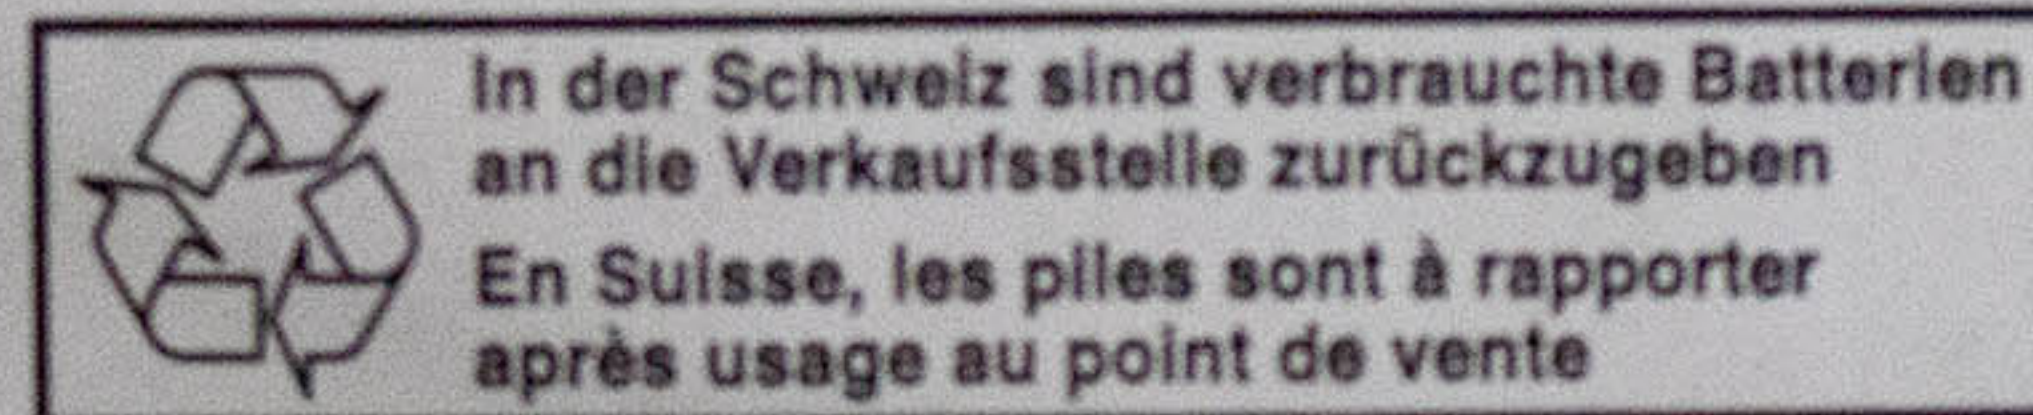 In der Schweiz sind verbrauchte Batterien
an die Verkaufsstelle zurückzugeben
En Suisse, les piles sont à rapporter
après usage au point de vente